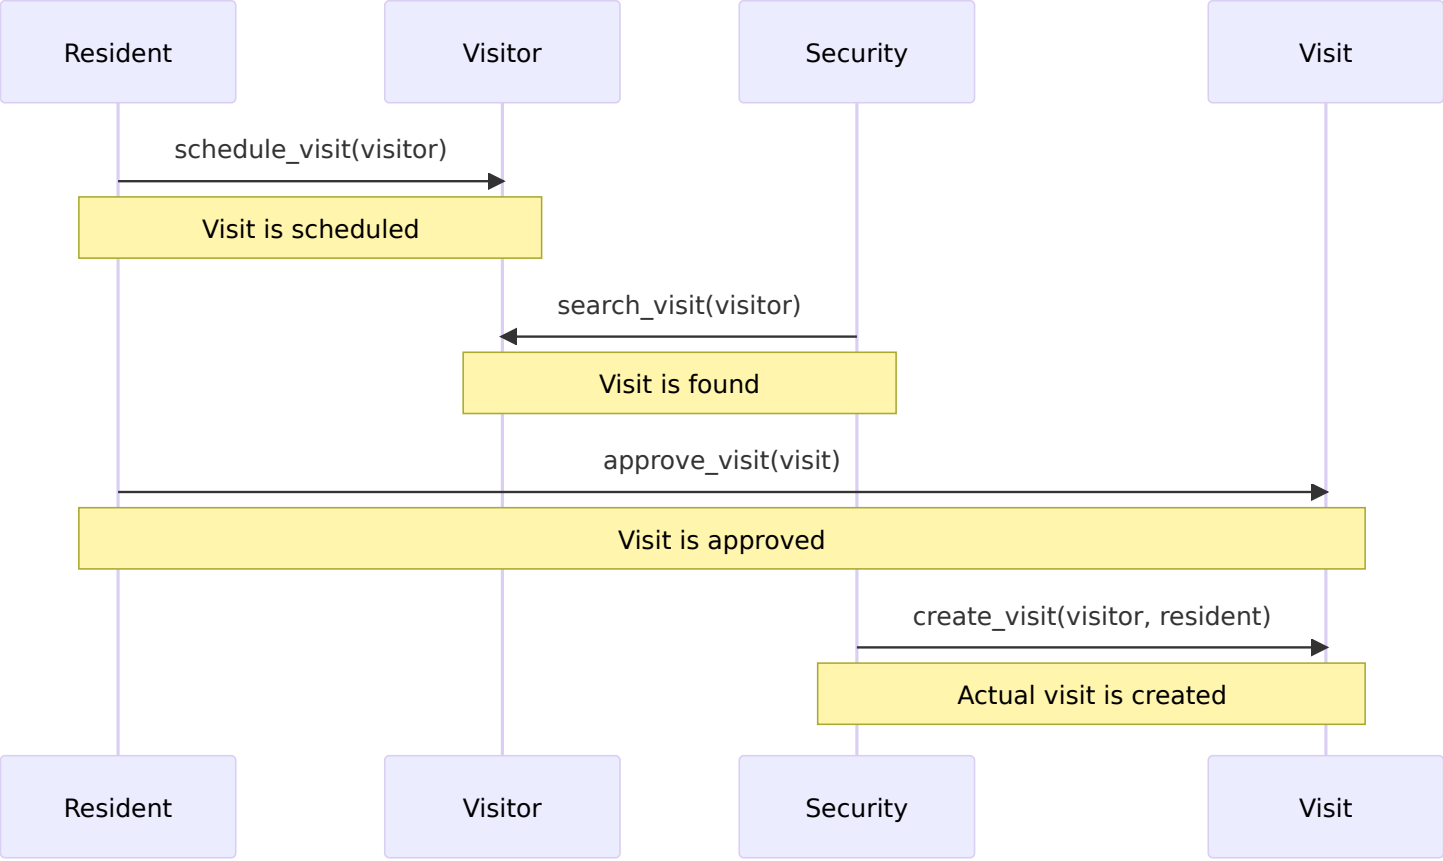 Resident
Visitor
Security
Visit
schedule_visit(visitor)
Visit is scheduled
search_visit(visitor)
Visit is found
approve_visit(visit)
Visit is approved
create_visit(visitor, resident)
Actual visit is created
Resident
Visitor
Security
Visit